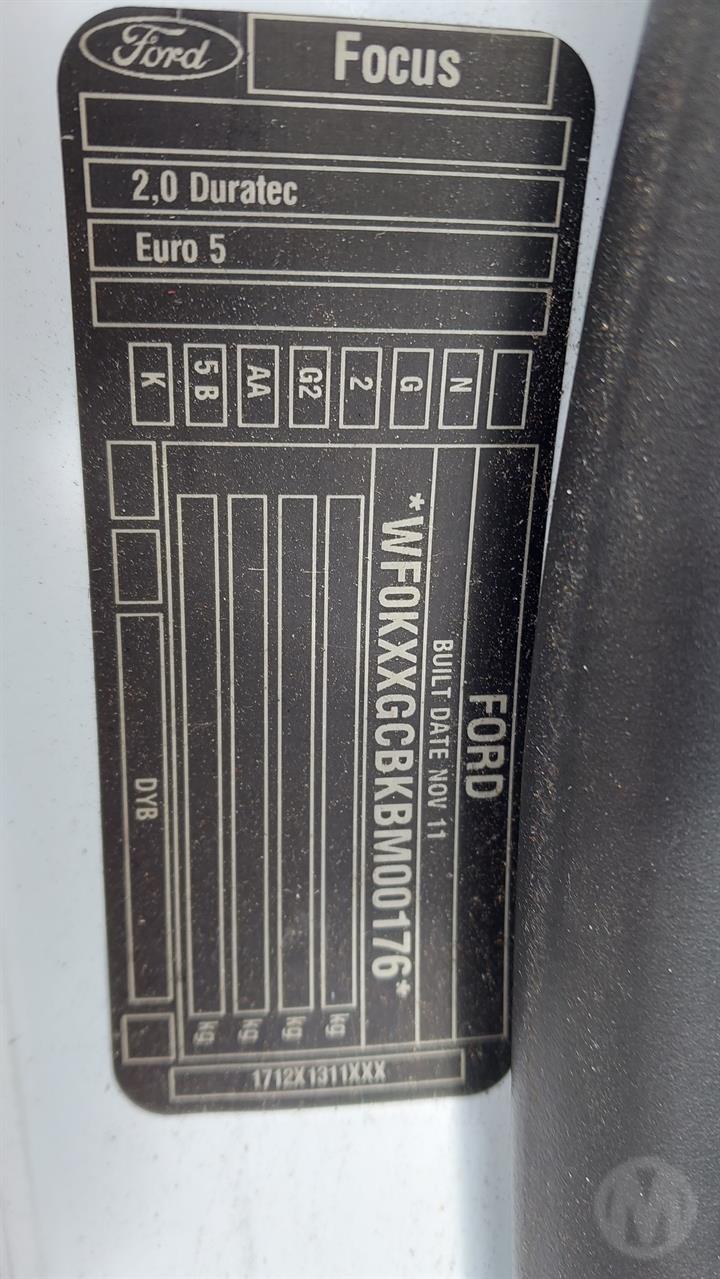 Ford
Focus
2,0 Duratec
Euro 5
K
5 B
AA
G2
2
G
N
FORD
BUILT DATE NOV 11
*WF0KXXGCBKBM00176*
kg
kg
kg
kg
DYB
1712X1311XXX
M